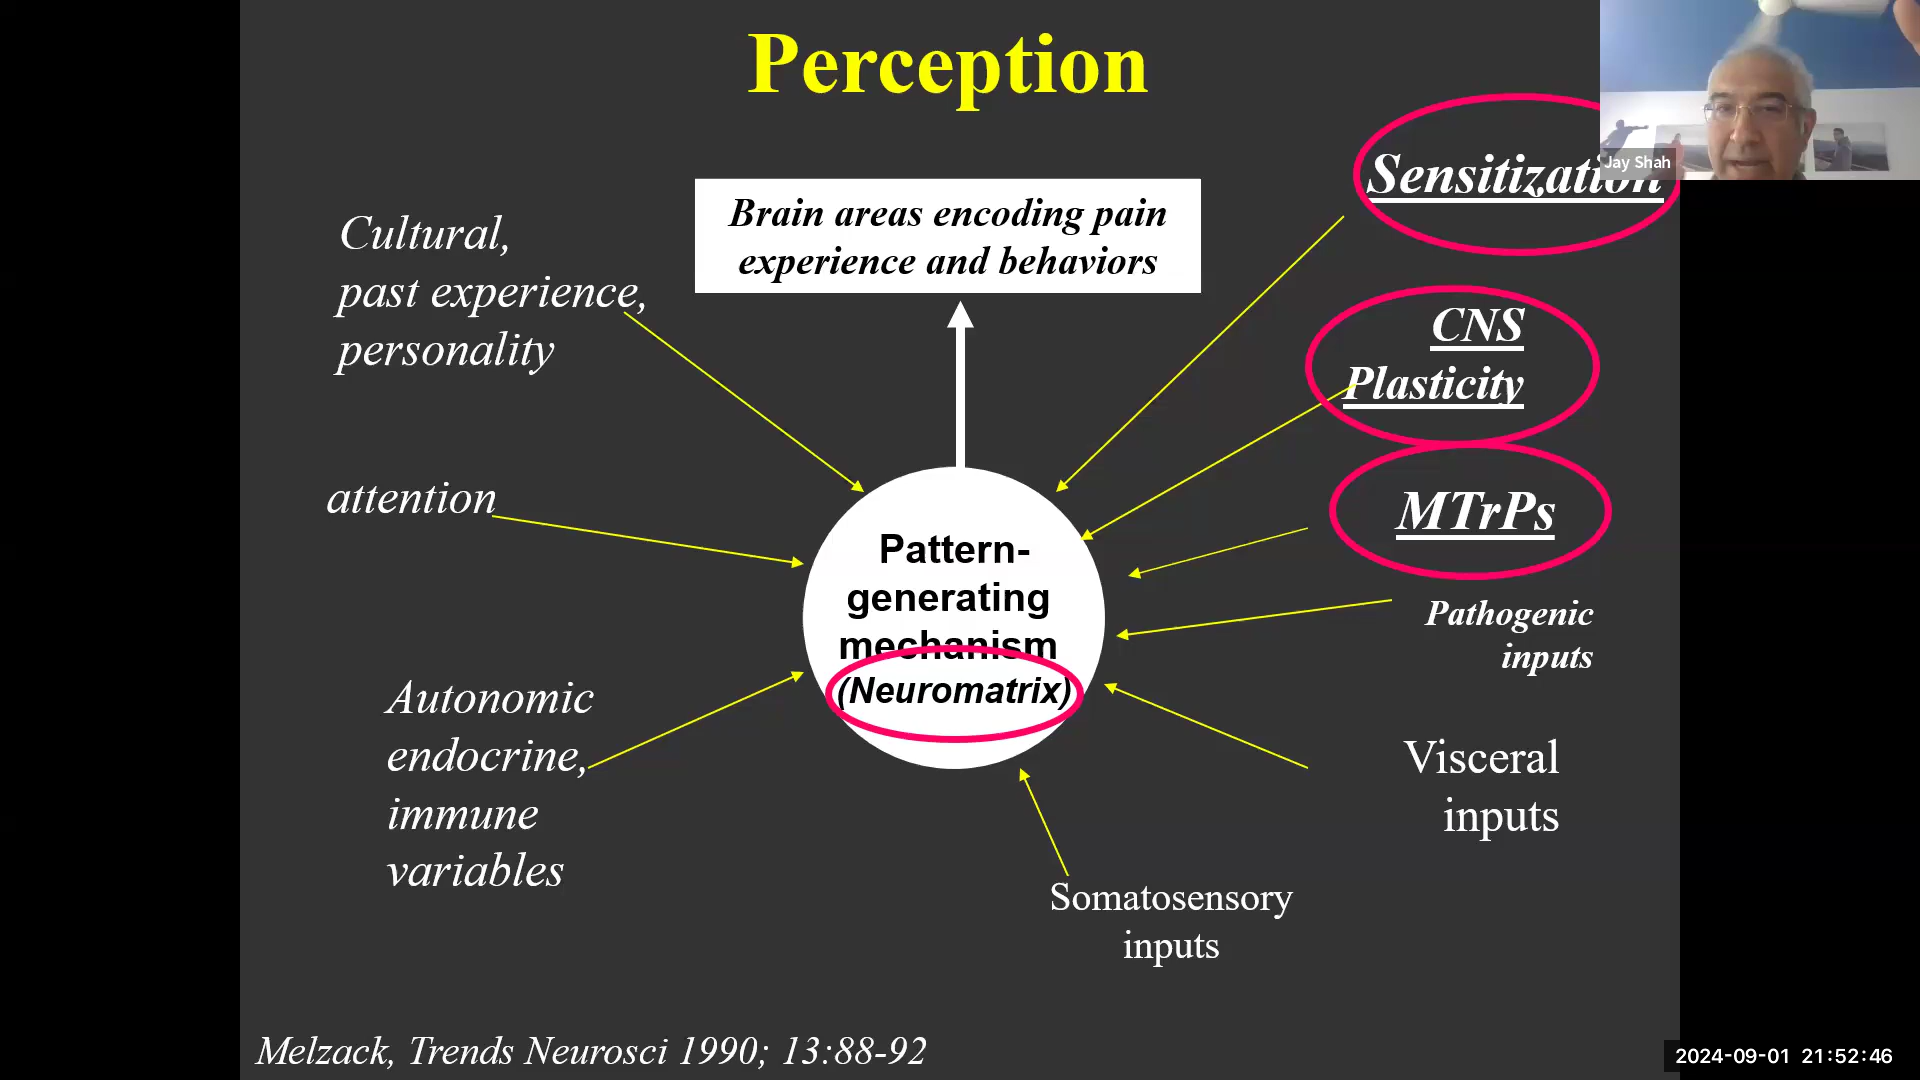 Perception
Jay Shah
Sensitization
Brain areas encoding pain
experience and behaviors
Cultural,
past experience,
personality
CNS
Plasticity
attention
MTrPs
Pattern-
generating
mechanism
(Neuromatrix)
Pathogenic
inputs
Autonomic
endocrine,
immune
variables
Visceral
inputs
Somatosensory
inputs
Melzack, Trends Neurosci 1990; 13:88-92
2024-09-01 21:52:46